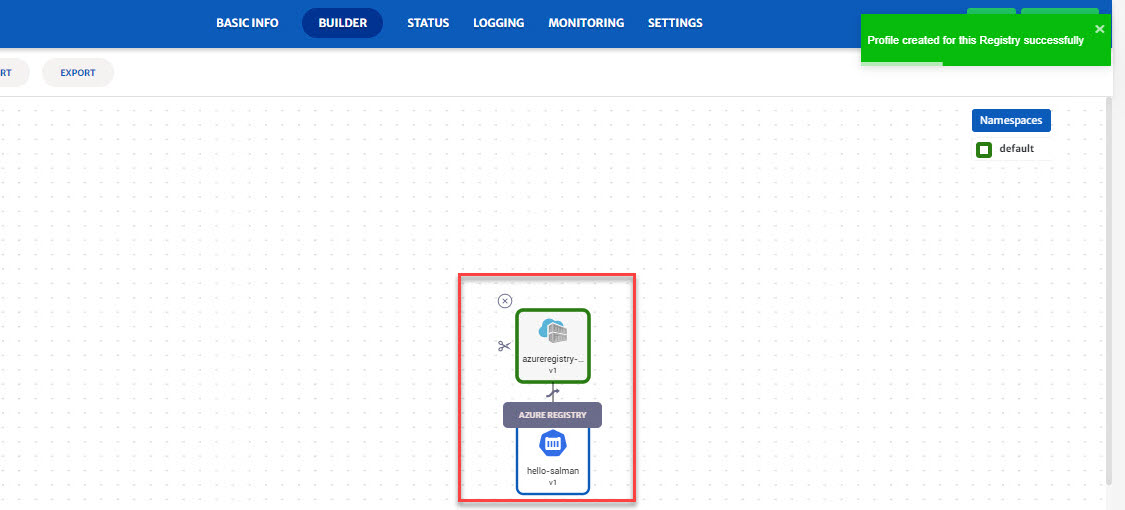 BASIC INFO
BUILDER
STATUS
LOGGING
MONITORING
SETTINGS
Profile created for this Registry successfully
RT
EXPORT
Namespaces
default
azureregistry-...
v1
AZURE REGISTRY
hello-salman
v1